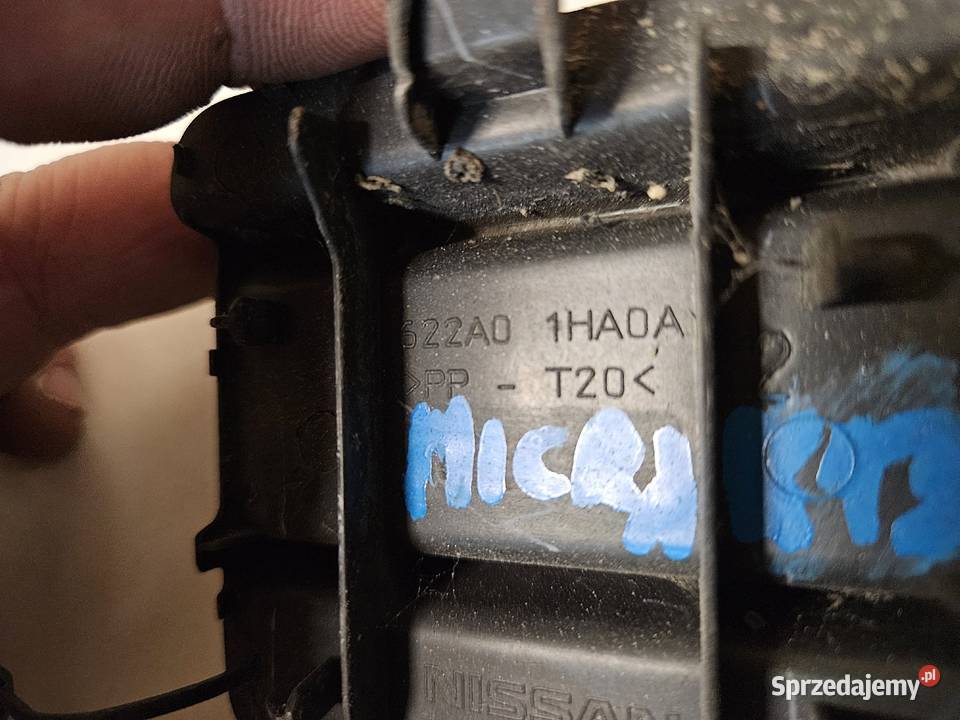 622A0 1HA0A
>PP - T20<
MICRA
NISSAN
Sprzedajemy.pl